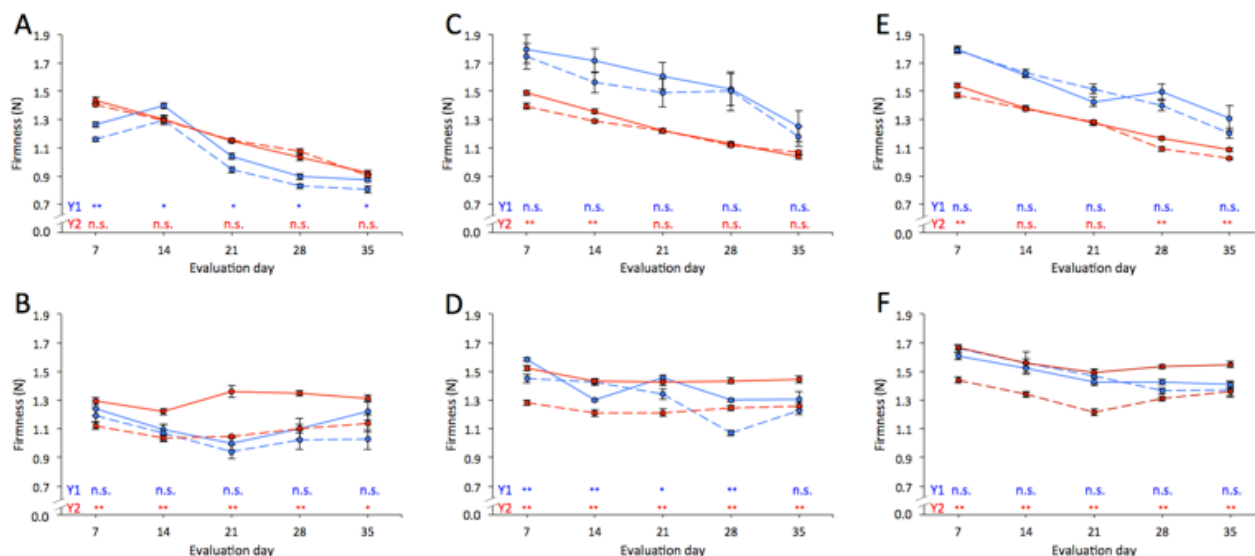 A
1.9
1.7
1.5
1.3
1.1
0.9
0.7
0.0
Firmness (N)
Y1 ** * * * *
Y2 n.s. n.s. n.s. n.s. n.s.
7 14 21 28 35
Evaluation day
C
1.9
1.7
1.5
1.3
1.1
0.9
0.7
0.0
Firmness (N)
Y1 n.s. n.s. n.s. n.s. n.s.
Y2 ** ** n.s. n.s. n.s.
7 14 21 28 35
Evaluation day
E
1.9
1.7
1.5
1.3
1.1
0.9
0.7
0.0
Firmness (N)
Y1 n.s. n.s. n.s. n.s. n.s.
Y2 ** n.s. n.s. ** **
7 14 21 28 35
Evaluation day
B
1.9
1.7
1.5
1.3
1.1
0.9
0.7
0.0
Firmness (N)
Y1 n.s. n.s. n.s. n.s. n.s.
Y2 ** ** ** ** *
7 14 21 28 35
Evaluation day
D
1.9
1.7
1.5
1.3
1.1
0.9
0.7
0.0
Firmness (N)
Y1 ** ** * ** n.s.
Y2 ** ** ** ** **
7 14 21 28 35
Evaluation day
F
1.9
1.7
1.5
1.3
1.1
0.9
0.7
0.0
Firmness (N)
Y1 n.s. n.s. n.s. n.s. n.s.
Y2 ** ** ** ** **
7 14 21 28 35
Evaluation day